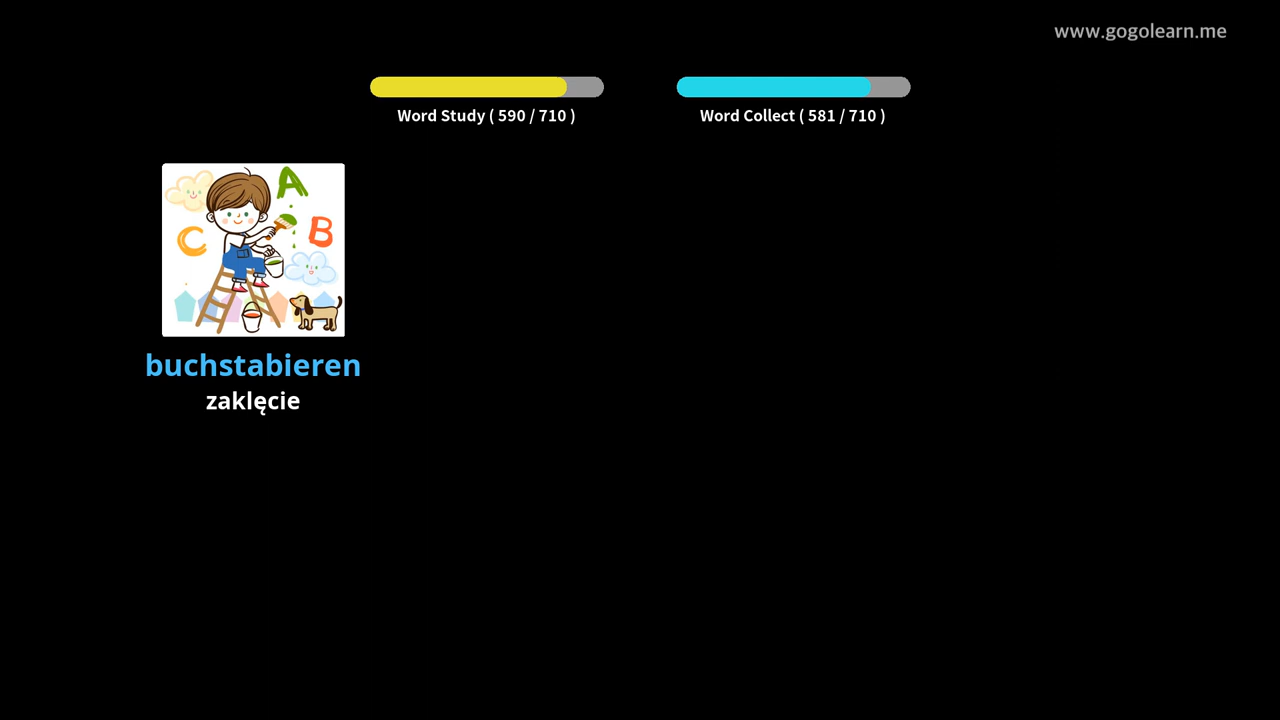 www.gogolearn.me
Word Study ( 590 / 710 )
Word Collect ( 581 / 710 )
A
B
C
buchstabieren
zaklęcie